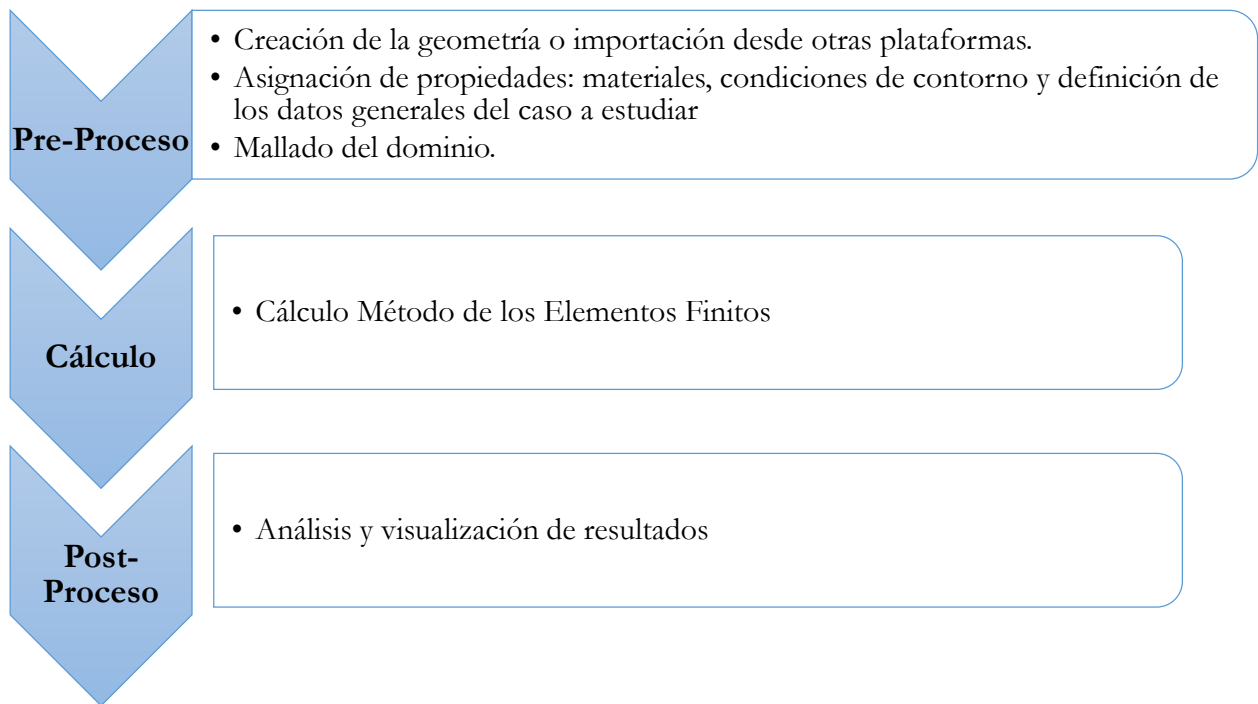 Pre-Proceso
• Creación de la geometría o importación desde otras plataformas.
• Asignación de propiedades: materiales, condiciones de contorno y definición de
los datos generales del caso a estudiar
• Mallado del dominio.
Cálculo
• Cálculo Método de los Elementos Finitos
Post-
Proceso
• Análisis y visualización de resultados